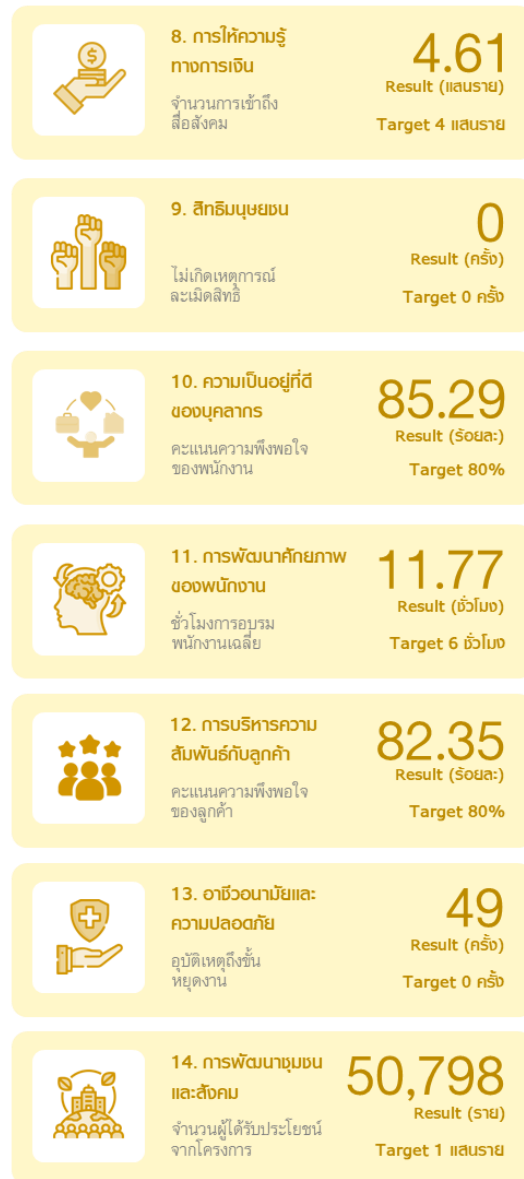 8. การให้ความรู้
ทางการเงิน
จำนวนการเข้าถึง
สื่อสังคม
4.61
Result (แสนราย)
Target 4 แสนราย
9. สิทธิมนุษยชน
ไม่เกิดเหตุการณ์
ละเมิดสิทธิ
0
Result (ครั้ง)
Target 0 ครั้ง
10. ความเป็นอยู่ที่ดี
ของบุคลากร
คะแนนความพึงพอใจ
ของพนักงาน
85.29
Result (ร้อยละ)
Target 80%
11. การพัฒนาศักยภาพ
ของพนักงาน
ชั่วโมงการอบรม
พนักงานเฉลี่ย
11.77
Result (ชั่วโมง)
Target 6 ชั่วโมง
12. การบริหารความ
สัมพันธ์กับลูกค้า
คะแนนความพึงพอใจ
ของลูกค้า
82.35
Result (ร้อยละ)
Target 80%
13. อาชีวอนามัยและ
ความปลอดภัย
อุบัติเหตุถึงขั้น
หยุดงาน
49
Result (ครั้ง)
Target 0 ครั้ง
14. การพัฒนาชุมชน
และสังคม
จำนวนผู้ได้รับประโยชน์
จากโครงการ
50,798
Result (ราย)
Target 1 แสนราย